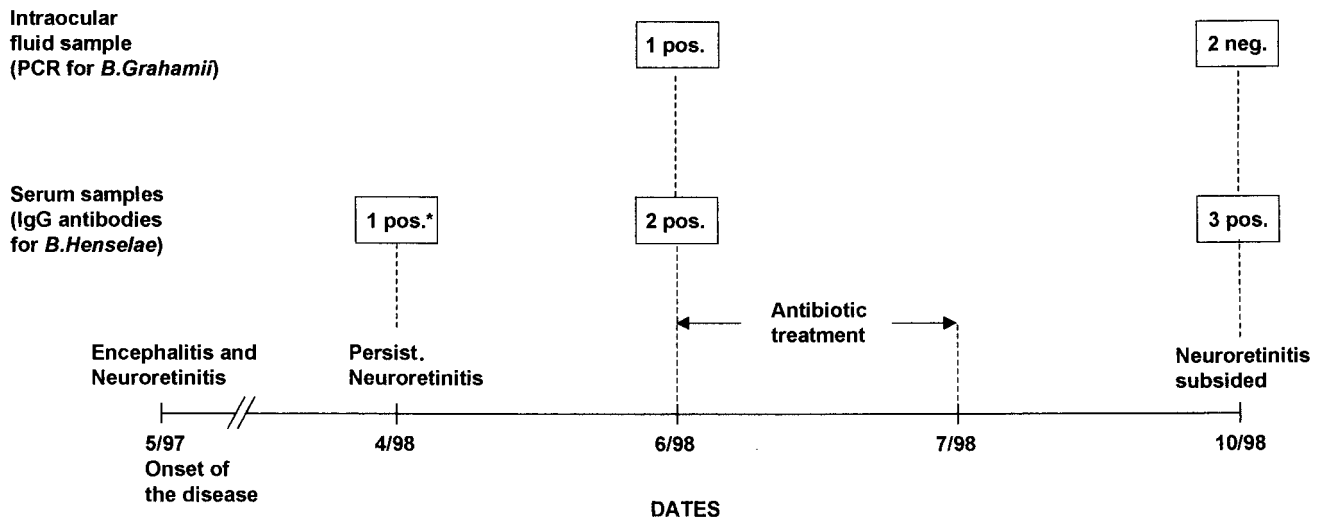 Intraocular
fluid sample
(PCR for B.Grahamii)
1 pos.
2 neg.
Serum samples
(IgG antibodies
for B.Henselae)
1 pos.*
2 pos.
3 pos.
Antibiotic
treatment
Encephalitis and
Neuroretinitis
Persist.
Neuroretinitis
Neuroretinitis
subsided
5/97
4/98
6/98
7/98
10/98
Onset of
the disease
DATES